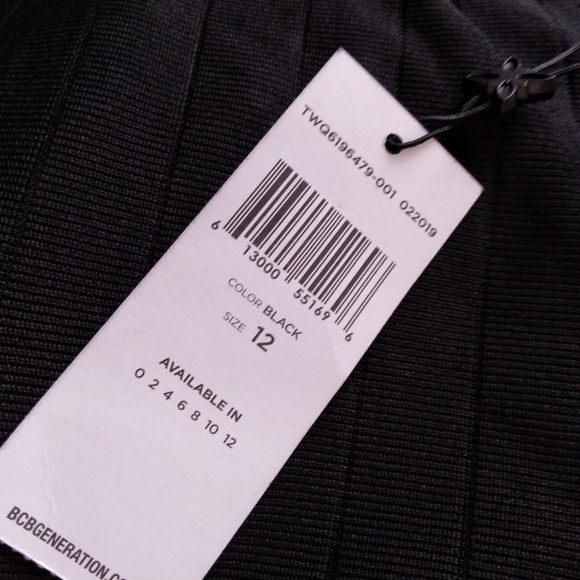 TWQ6196479-001 022019
6 13000 55169 6
COLOR BLACK
SIZE 12
AVAILABLE IN
0 2 4 6 8 10 12
BCBGENERATION.CO